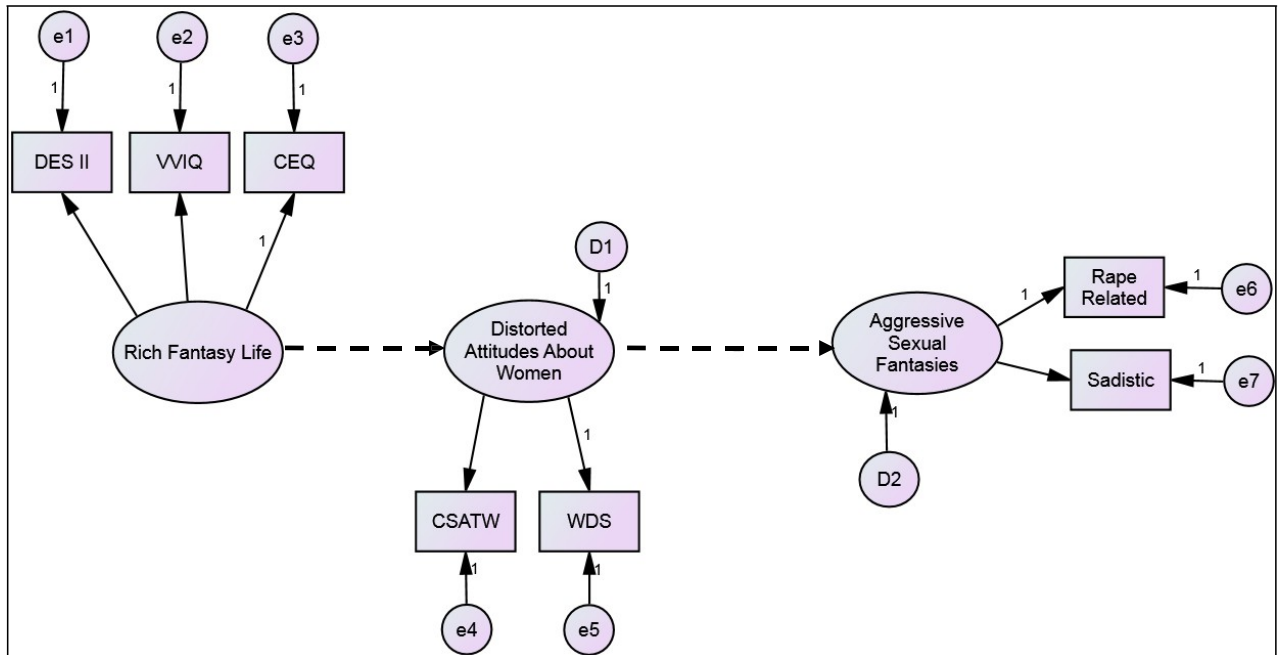 e1
e2
e3
1
1
1
DES II
VVIQ
CEQ
1
Rich Fantasy Life
D1
1
Distorted
Attitudes About
Women
1
CSATW
WDS
1
1
e4
e5
Aggressive
Sexual
Fantasies
1
D2
1
Rape
Related
1
e6
Sadistic
1
e7